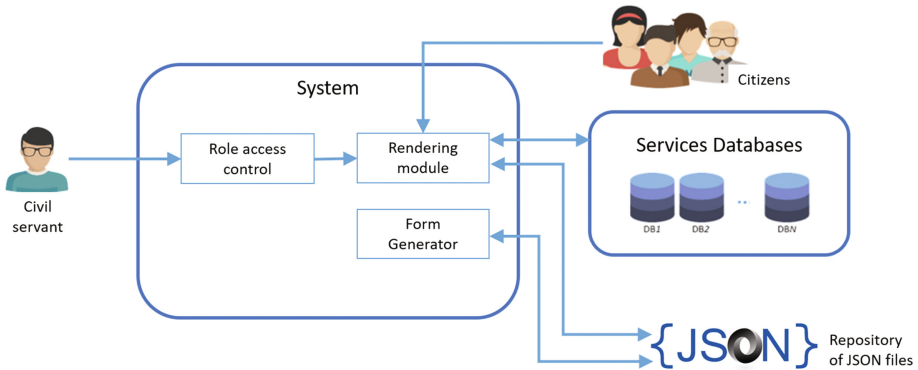 System
Citizens
Role access
control
Rendering
module
Services Databases
DB1
DB2
..
DBN
Civil
servant
Form
Generator
{JSON}
Repository
of JSON files